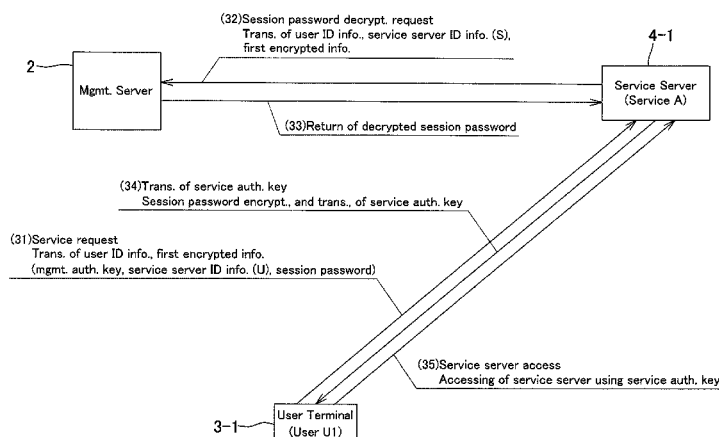 (32)Session password decrypt. request
Trans. of user ID info., service server ID info. (S),
first encrypted info.
2
Mgmt. Server
4-1
Service Server
(Service A)
(33)Return of decrypted session password
(34)Trans. of service auth. key
Session password encrypt., and trans., of service auth. key
(31)Service request
Trans. of user ID info., first encrypted info.
(mgmt. auth. key, service server ID info. (U), session password)
(35)Service server access
Accessing of service server using service auth. key
3-1
User Terminal
(User U1)